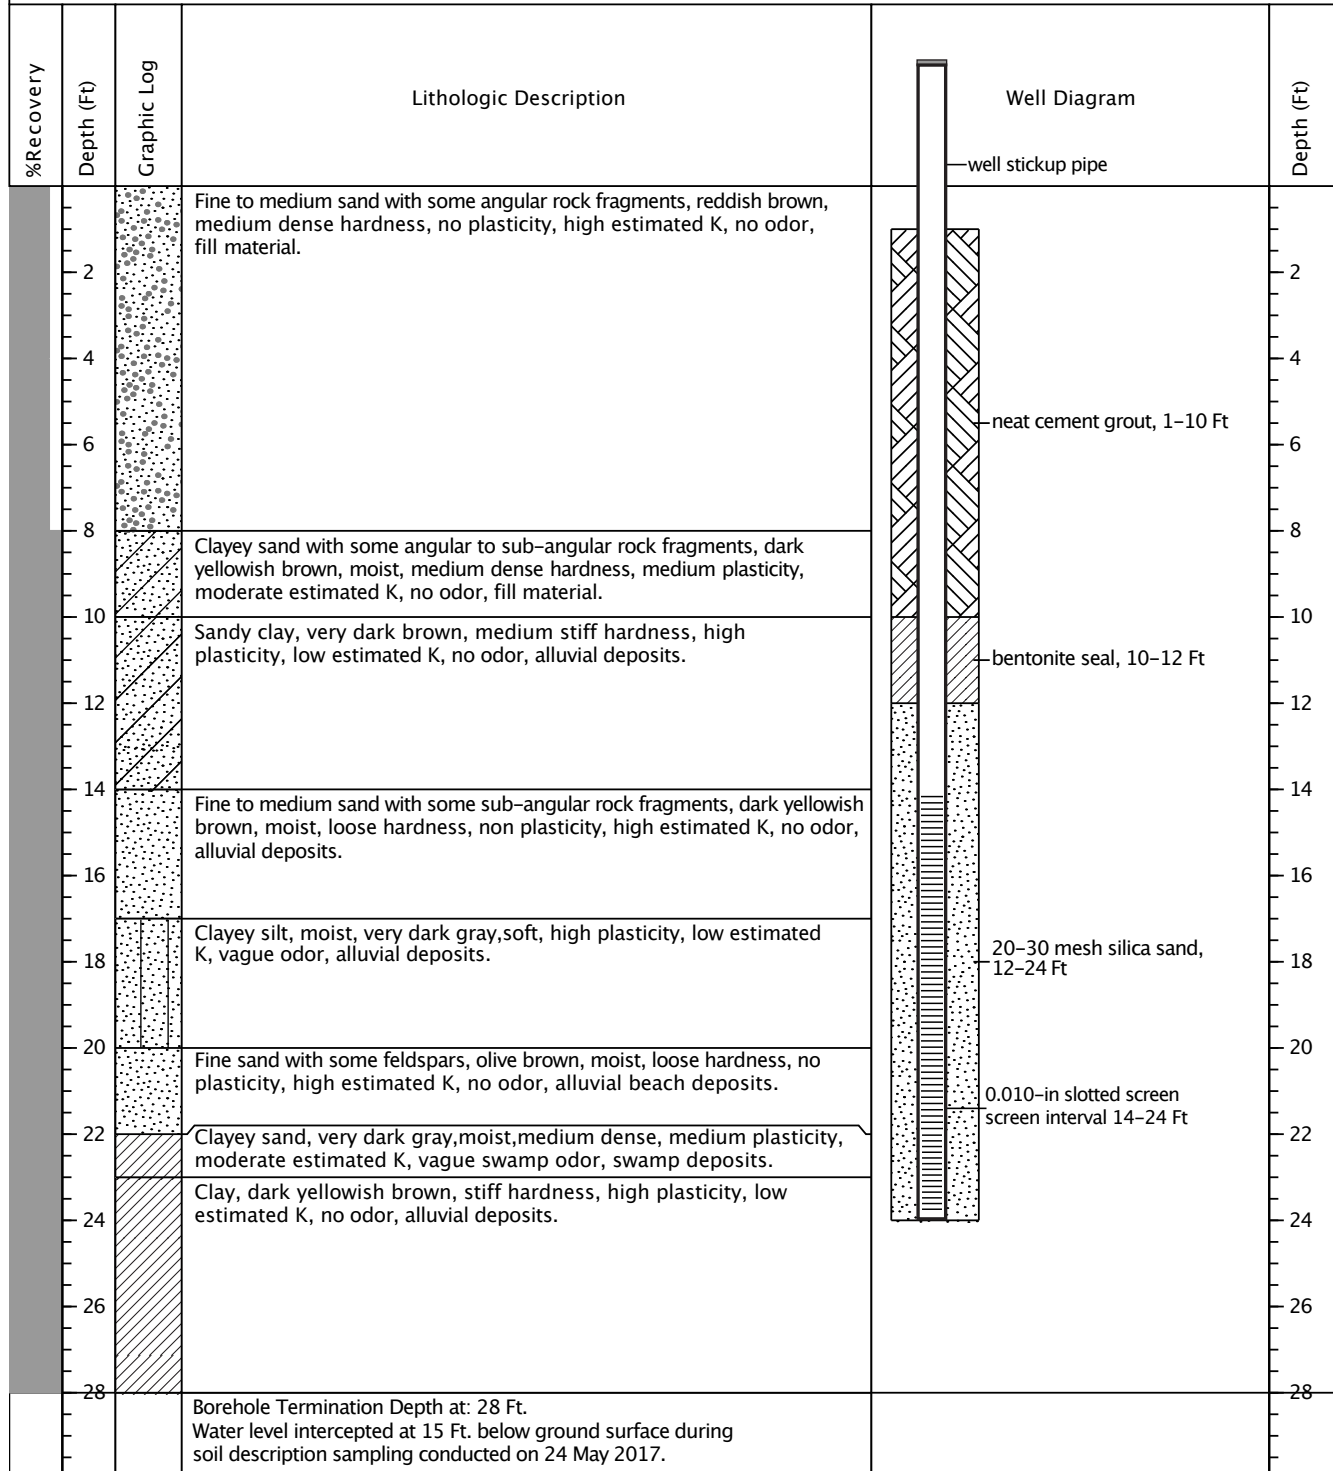 %Recovery
Depth (Ft)
Graphic Log
Lithologic Description
Well Diagram
Depth (Ft)
well stickup pipe
Fine to medium sand with some angular rock fragments, reddish brown,
medium dense hardness, no plasticity, high estimated K, no odor,
fill material.
2
2
4
4
neat cement grout, 1–10 Ft
6
6
8
8
Clayey sand with some angular to sub–angular rock fragments, dark
yellowish brown, moist, medium dense hardness, medium plasticity,
moderate estimated K, no odor, fill material.
10
10
Sandy clay, very dark brown, medium stiff hardness, high
plasticity, low estimated K, no odor, alluvial deposits.
bentonite seal, 10–12 Ft
12
12
14
14
Fine to medium sand with some sub–angular rock fragments, dark yellowish
brown, moist, loose hardness, non plasticity, high estimated K, no odor,
alluvial deposits.
16
16
Clayey silt, moist, very dark gray,soft, high plasticity, low estimated
K, vague odor, alluvial deposits.
20–30 mesh silica sand,
12–24 Ft
18
18
20
20
Fine sand with some feldspars, olive brown, moist, loose hardness, no
plasticity, high estimated K, no odor, alluvial beach deposits.
0.010–in slotted screen
screen interval 14–24 Ft
22
22
Clayey sand, very dark gray,moist,medium dense, medium plasticity,
moderate estimated K, vague swamp odor, swamp deposits.
Clay, dark yellowish brown, stiff hardness, high plasticity, low
estimated K, no odor, alluvial deposits.
24
24
26
26
28
28
Borehole Termination Depth at: 28 Ft.
Water level intercepted at 15 Ft. below ground surface during
soil description sampling conducted on 24 May 2017.